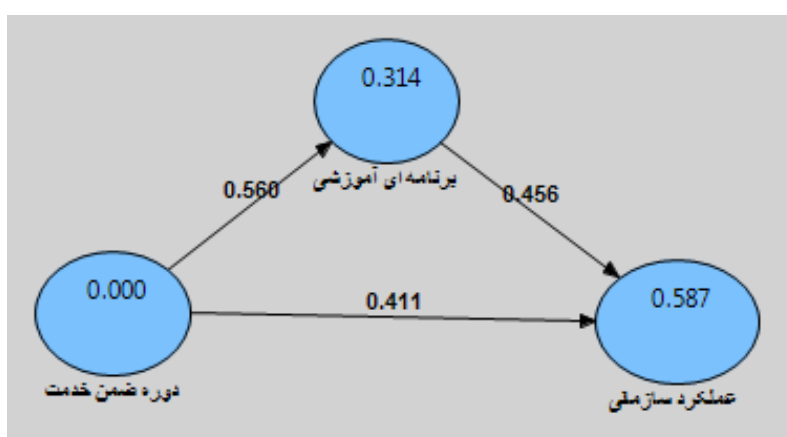 0.314
برنامه ای آموزشی
0.560
0.456
0.000
0.411
0.587
دوره ضمن خدمت
عملکرد سازمانی